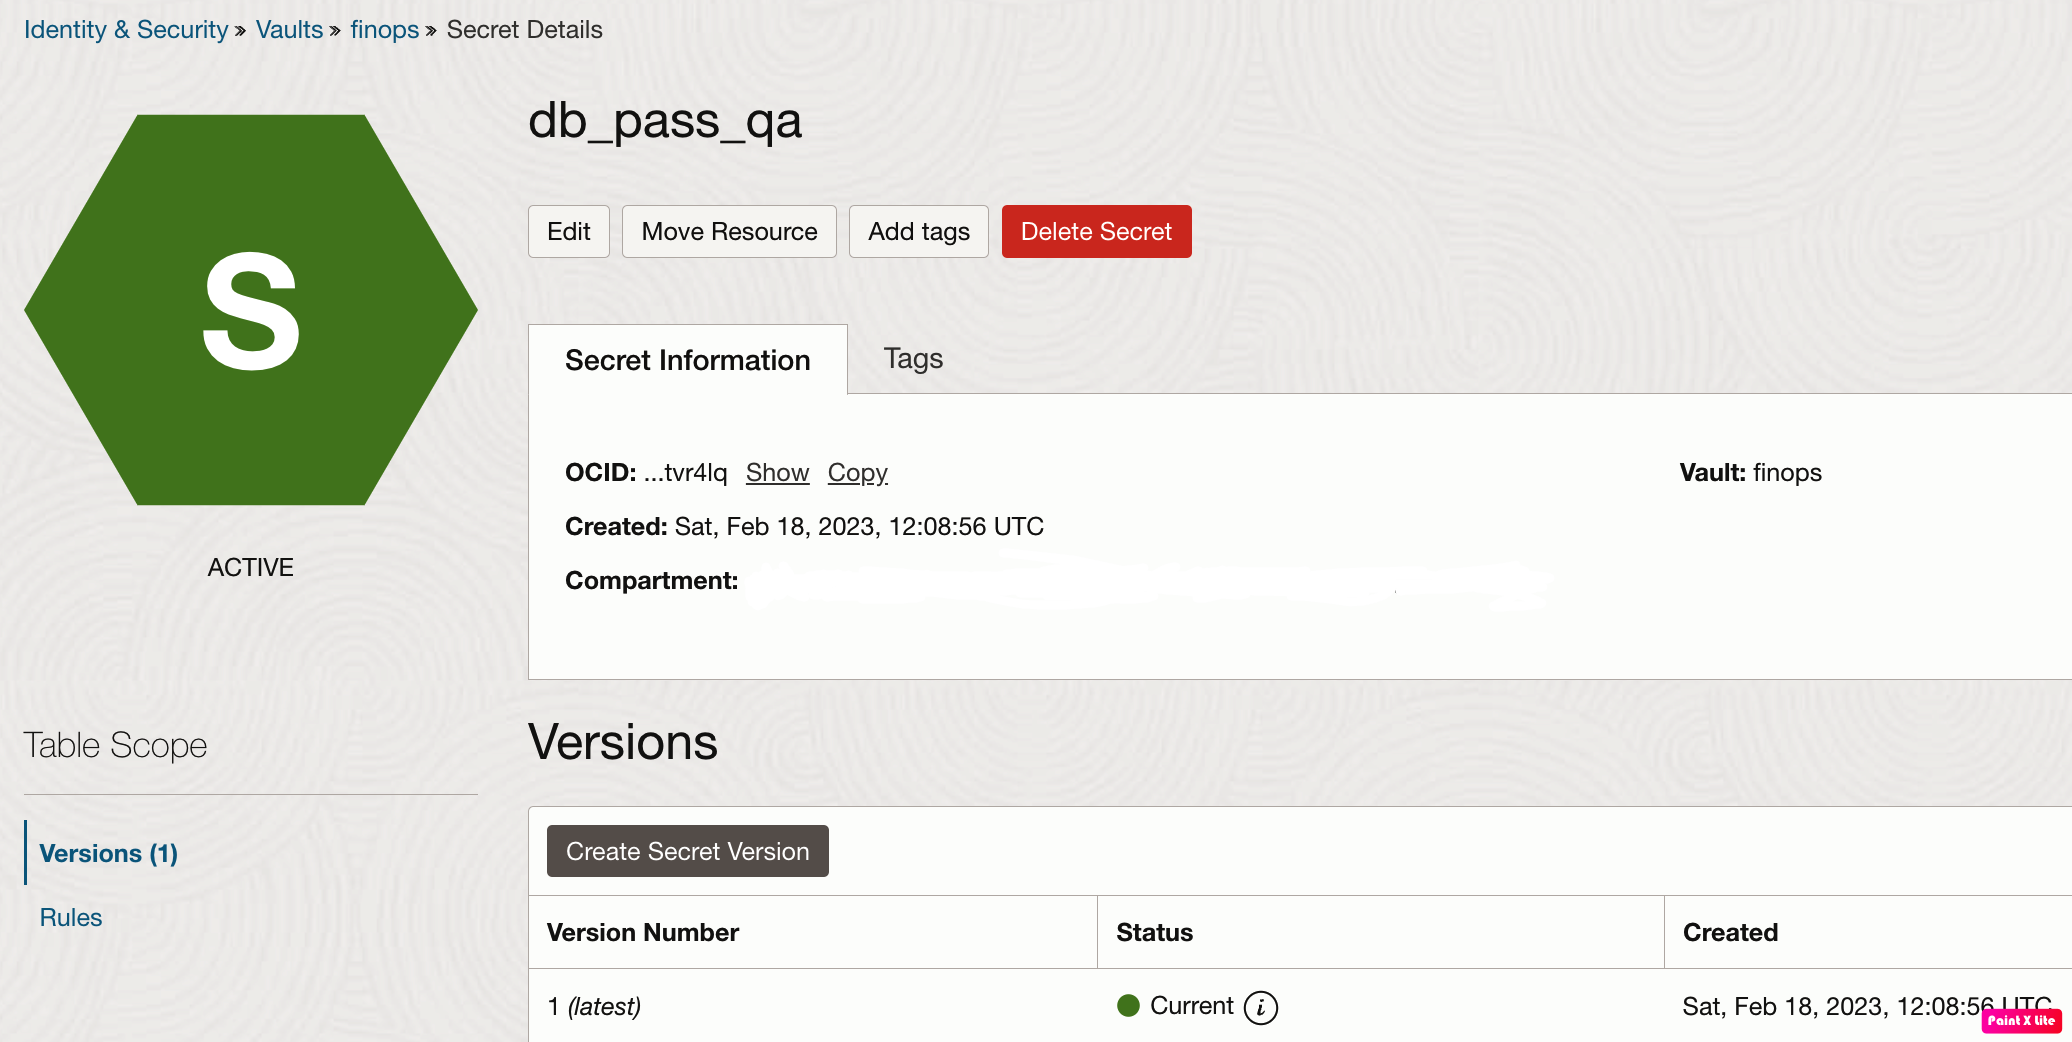 Identity & Security » Vaults » finops » Secret Details
db_pass_qa
Edit Move Resource Add tags Delete Secret
S
ACTIVE
Secret Information Tags
OCID: ...tvr4lq Show Copy Vault: finops
Created: Sat, Feb 18, 2023, 12:08:56 UTC
Compartment:
Table Scope
Versions (1)
Rules
Versions
Create Secret Version
Version Number Status Created
1 (latest) Current i Sat, Feb 18, 2023, 12:08:56 UTC
Paint X Lite